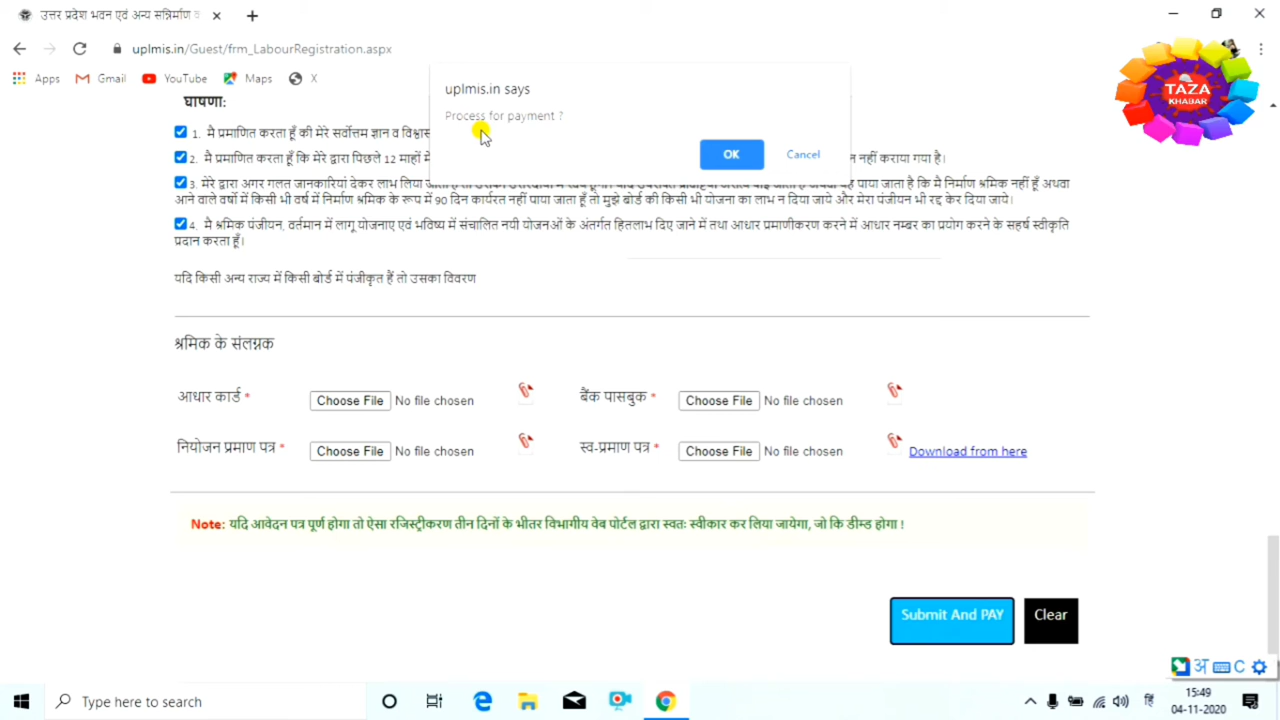 उत्तर प्रदेश भवन एवं अन्य सन्निर्माण व
uplmis.in/Guest/frm_LabourRegistration.aspx
Apps Gmail YouTube Maps X
TAZA
KHABAR
uplmis.in says
Process for payment ?
OK Cancel
घाषणा:
1. मै प्रमाणित करता हूँ की मेरे सर्वोत्तम ज्ञान व विश्वास
2. मै प्रमाणित करता हूँ कि मेरे द्वारा पिछले 12 माहों में न नहीं कराया गया है।
3. मेरे द्वारा अगर गलत जानकारियां देकर लाभ लिया जाता है तो उसका पाया जाता है कि मै निर्माण श्रमिक नहीं हूँ अथवा
आने वाले वर्षो में किसी भी वर्ष में निर्माण श्रमिक के रूप में 90 दिन कार्यरत नहीं पाया जाता हूँ तो मुझे बोर्ड की किसी भी योजना का लाभ न दिया जाये और मेरा पंजीयन भी रद्द कर दिया जाये।
4. मै श्रमिक पंजीयन, वर्तमान में लागू योजनाए एवं भविष्य में संचालित नयी योजनओं के अंतर्गत हितलाभ दिए जाने में तथा आधार प्रमाणीकरण करने में आधार नम्बर का प्रयोग करने के सहर्ष स्वीकृति
प्रदान करता हूँ।
यदि किसी अन्य राज्य में किसी बोर्ड में पंजीकृत हैं तो उसका विवरण
श्रमिक के संलग्नक
आधार कार्ड * Choose File No file chosen बैंक पासबुक * Choose File No file chosen
नियोजन प्रमाण पत्र * Choose File No file chosen स्व-प्रमाण पत्र * Choose File No file chosen Download from here
Note: यदि आवेदन पत्र पूर्ण होगा तो ऐसा रजिस्ट्रीकरण तीन दिनों के भीतर विभागीय वेब पोर्टल द्वारा स्वतः स्वीकार कर लिया जायेगा, जो कि डीम्ड होगा !
Submit And PAY Clear
अ C
Type here to search हिं 15:49
04-11-2020